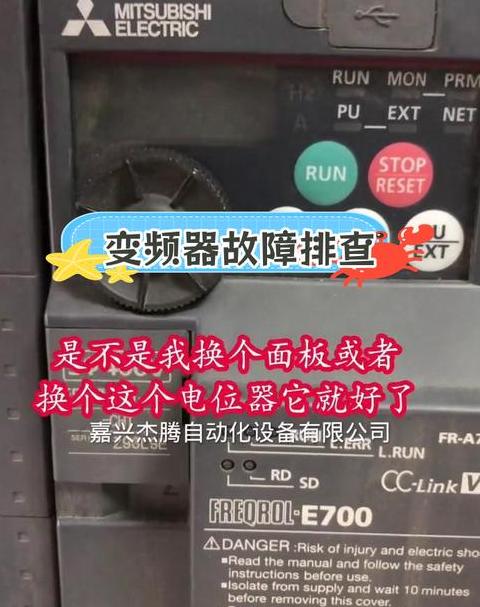 MITSUBISHI
ELECTRIC
RUN MON PRM
Hz
PU EXT NET
A
RUN
STOP
RESET
PU
EXT
变频器故障排查
是不是我换个面板或者
换个这个电位器它就好了
嘉兴杰腾自动化设备有限公司
L.ERR
FR-A7
L.RUN
RD
SD
CC-Link V
FREQROL-E700
DANGER :Risk of injury and electric sho
Read the manual and follow the safety
instructions before use.
Isolate from supply and wait 10 minutes
before removing this cover.